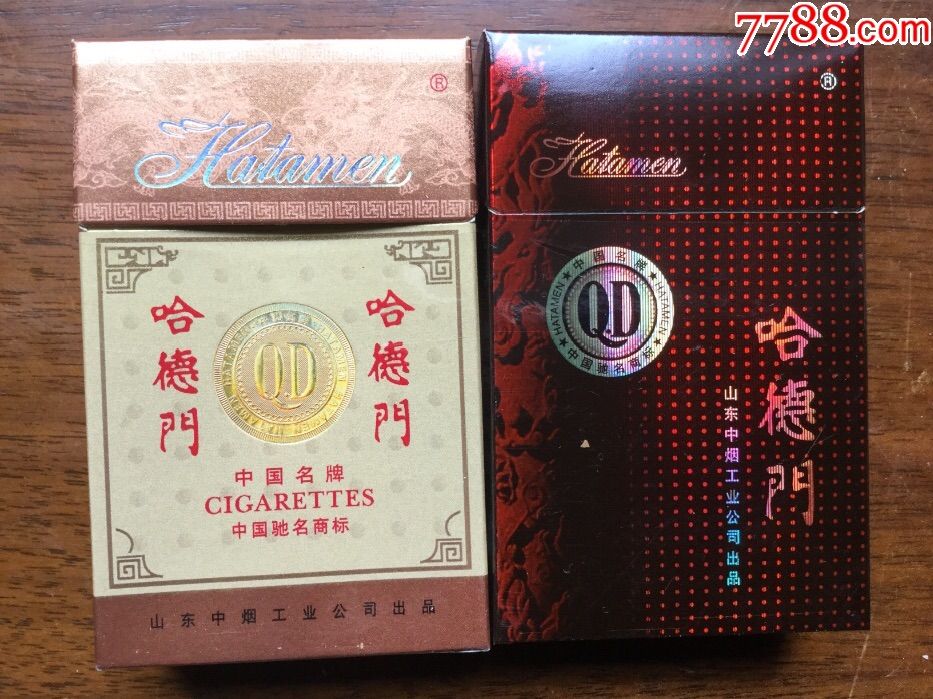 7788.com
®
Hatamen
哈德門
哈德門
QD
中国名牌
CIGARETTES
中国驰名商标
山东中烟工业公司出品
®
Hatamen
中国名牌
HATAMEN
HATAMEN
QD
中国驰名商标
哈德門
山东中烟工业公司出品